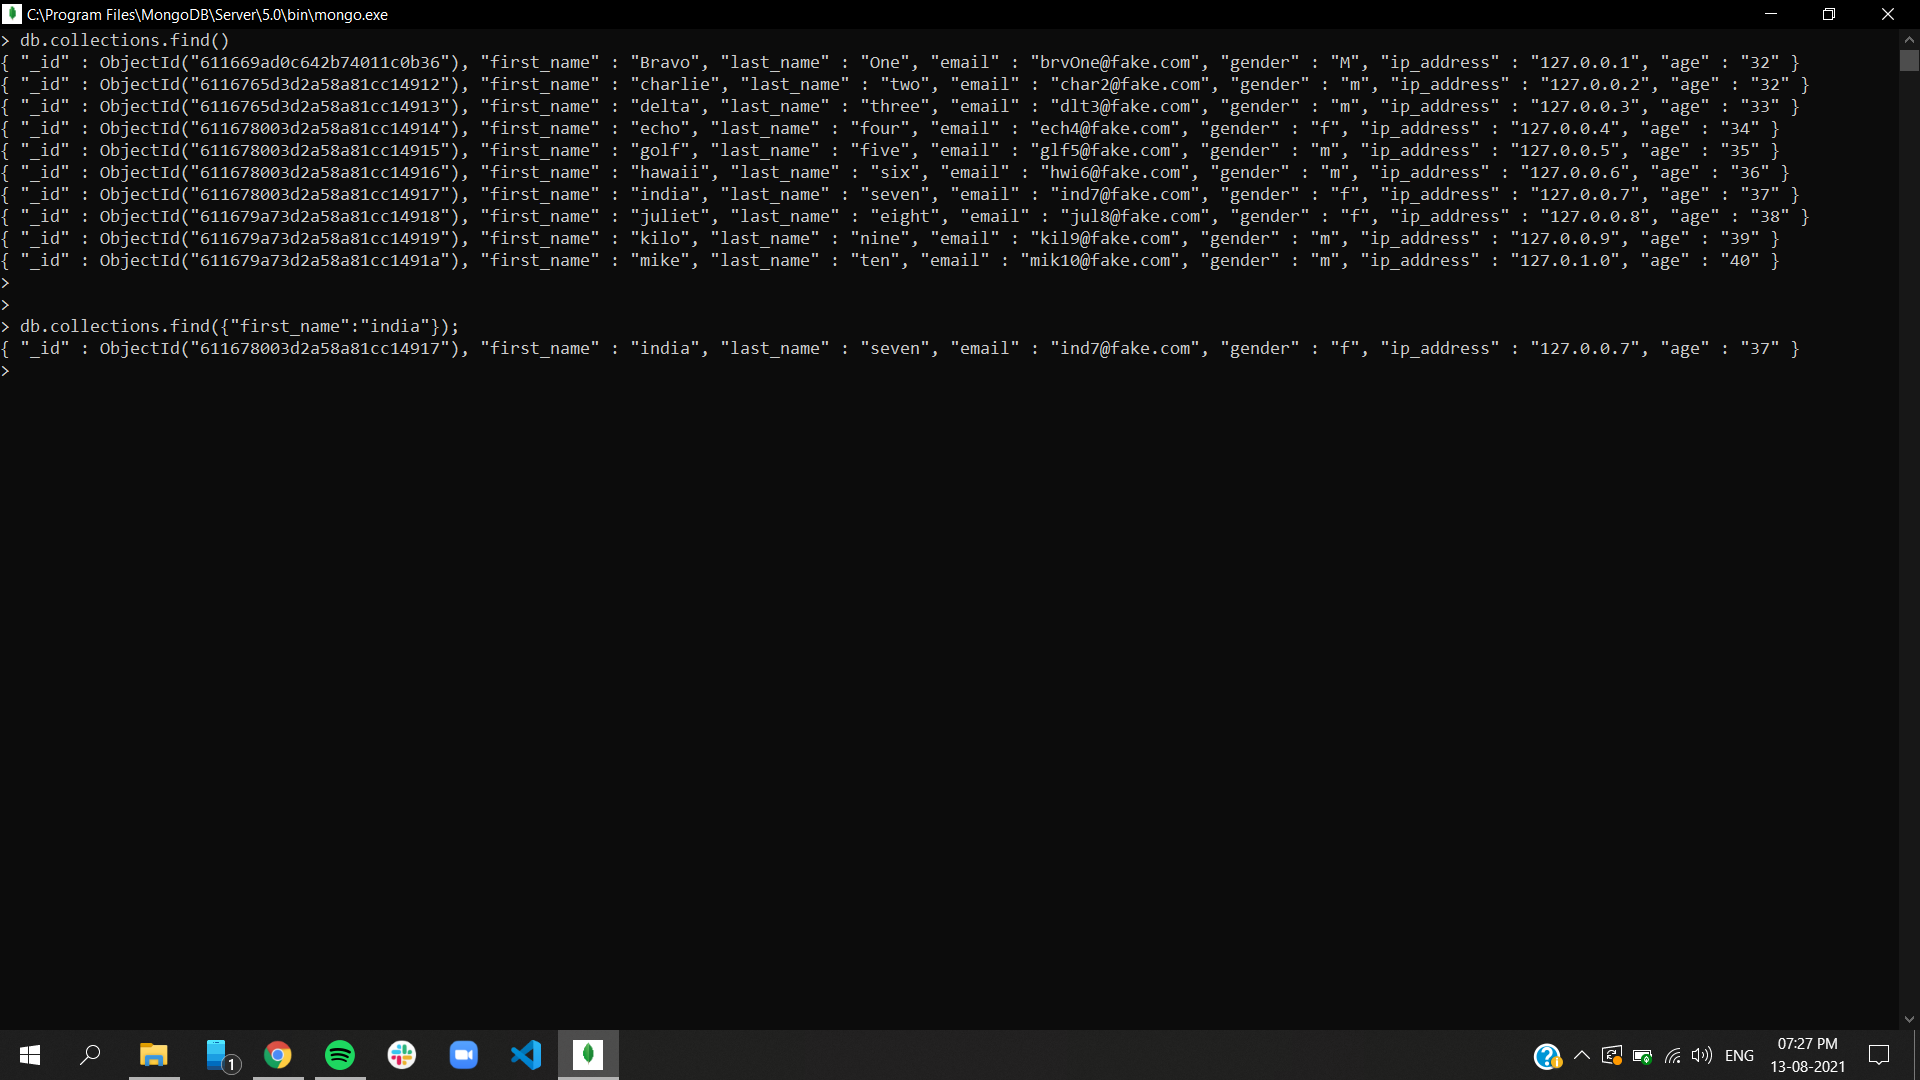 C:\Program Files\MongoDB\Server\5.0\bin\mongo.exe
> db.collections.find()
{ "_id" : ObjectId("611669ad0c642b74011c0b36"), "first_name" : "Bravo", "last_name" : "One", "email" : "brvOne@fake.com", "gender" : "M", "ip_address" : "127.0.0.1", "age" : "32" }
{ "_id" : ObjectId("6116765d3d2a58a81cc14912"), "first_name" : "charlie", "last_name" : "two", "email" : "char2@fake.com", "gender" : "m", "ip_address" : "127.0.0.2", "age" : "32" }
{ "_id" : ObjectId("6116765d3d2a58a81cc14913"), "first_name" : "delta", "last_name" : "three", "email" : "dlt3@fake.com", "gender" : "m", "ip_address" : "127.0.0.3", "age" : "33" }
{ "_id" : ObjectId("611678003d2a58a81cc14914"), "first_name" : "echo", "last_name" : "four", "email" : "ech4@fake.com", "gender" : "f", "ip_address" : "127.0.0.4", "age" : "34" }
{ "_id" : ObjectId("611678003d2a58a81cc14915"), "first_name" : "golf", "last_name" : "five", "email" : "glf5@fake.com", "gender" : "m", "ip_address" : "127.0.0.5", "age" : "35" }
{ "_id" : ObjectId("611678003d2a58a81cc14916"), "first_name" : "hawaii", "last_name" : "six", "email" : "hwi6@fake.com", "gender" : "m", "ip_address" : "127.0.0.6", "age" : "36" }
{ "_id" : ObjectId("611678003d2a58a81cc14917"), "first_name" : "india", "last_name" : "seven", "email" : "ind7@fake.com", "gender" : "f", "ip_address" : "127.0.0.7", "age" : "37" }
{ "_id" : ObjectId("611679a73d2a58a81cc14918"), "first_name" : "juliet", "last_name" : "eight", "email" : "jul8@fake.com", "gender" : "f", "ip_address" : "127.0.0.8", "age" : "38" }
{ "_id" : ObjectId("611679a73d2a58a81cc14919"), "first_name" : "kilo", "last_name" : "nine", "email" : "kil9@fake.com", "gender" : "m", "ip_address" : "127.0.0.9", "age" : "39" }
{ "_id" : ObjectId("611679a73d2a58a81cc1491a"), "first_name" : "mike", "last_name" : "ten", "email" : "mik10@fake.com", "gender" : "m", "ip_address" : "127.0.1.0", "age" : "40" }
>
>
> db.collections.find({"first_name":"india"});
{ "_id" : ObjectId("611678003d2a58a81cc14917"), "first_name" : "india", "last_name" : "seven", "email" : "ind7@fake.com", "gender" : "f", "ip_address" : "127.0.0.7", "age" : "37" }
>
1
ENG
07:27 PM
13-08-2021